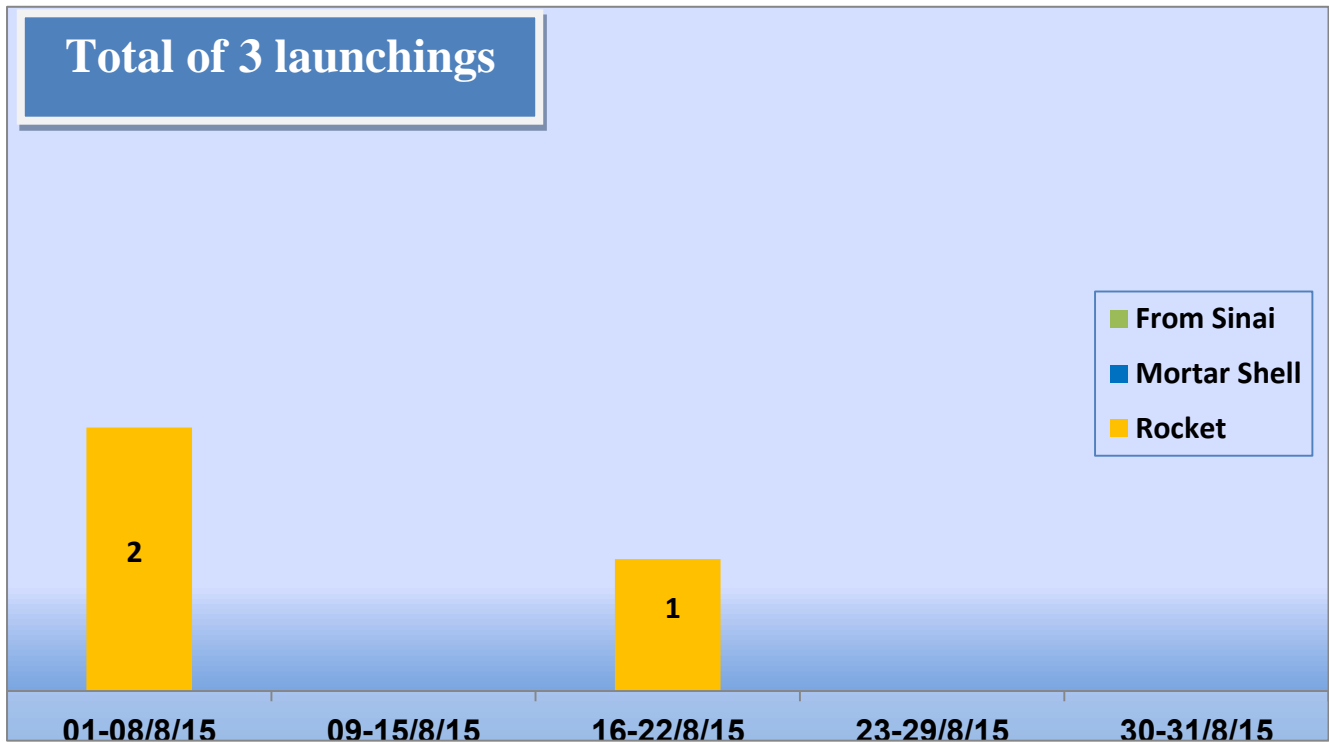 Total of 3 launchings
From Sinai
Mortar Shell
Rocket
2
1
01-08/8/15 09-15/8/15 16-22/8/15 23-29/8/15 30-31/8/15